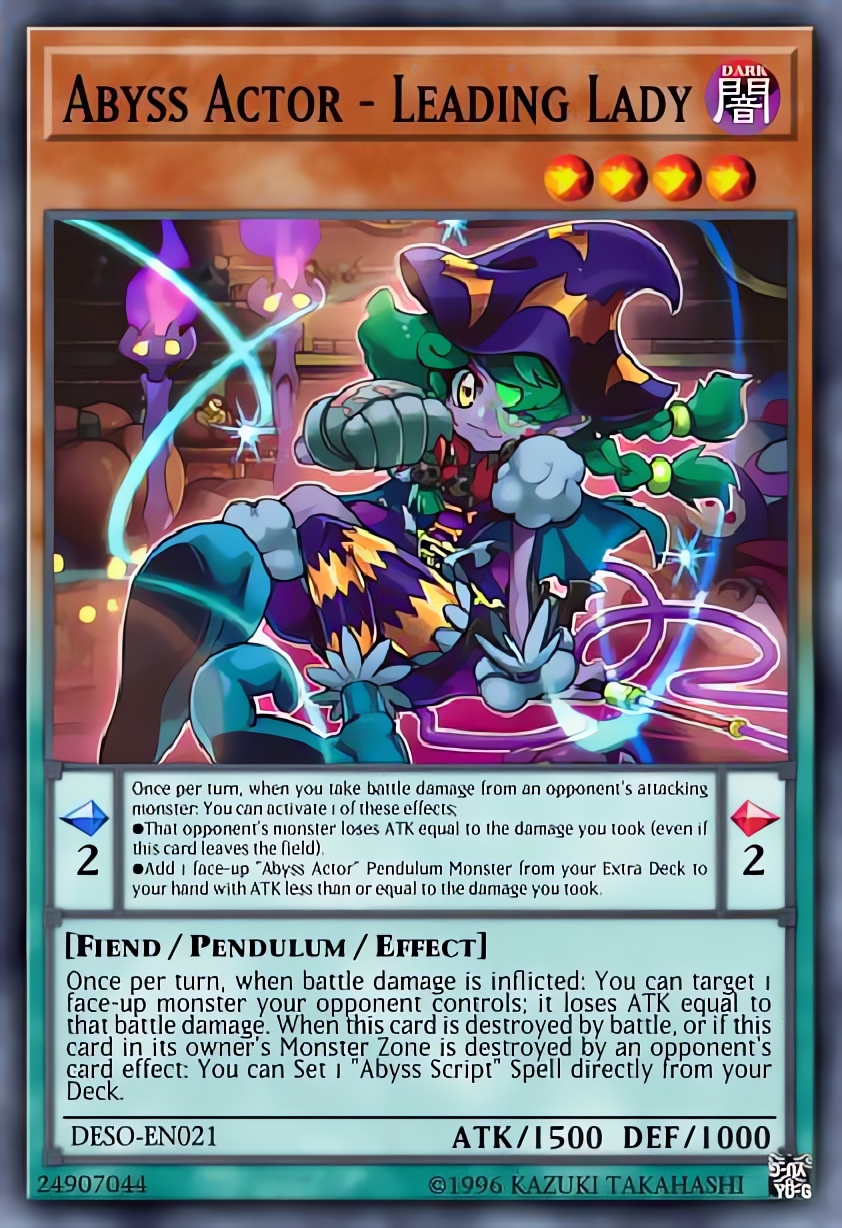 ABYSS ACTOR - LEADING LADY
DARK
闇
Once per turn, when you take battle damage from an opponent's attacking
monster: You can activate 1 of these effects;
●That opponent's monster loses ATK equal to the damage you took (even if
this card leaves the field).
●Add 1 face-up "Abyss Actor" Pendulum Monster from your Extra Deck to
your hand with ATK less than or equal to the damage you took.
2
2
[FIEND / PENDULUM / EFFECT]
Once per turn, when battle damage is inflicted: You can target 1
face-up monster your opponent controls; it loses ATK equal to
that battle damage. When this card is destroyed by battle, or if this
card in its owner's Monster Zone is destroyed by an opponent's
card effect: You can Set 1 "Abyss Script" Spell directly from your
Deck.
DESO-EN021
ATK/1500 DEF/1000
24907044
©1996 KAZUKI TAKAHASHI